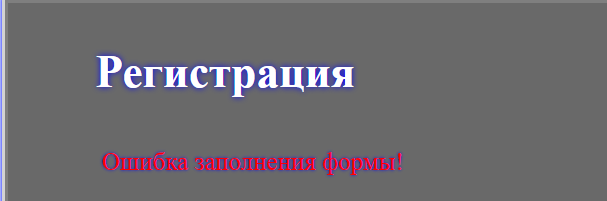 Регистрация
Ошибка заполнения формы!